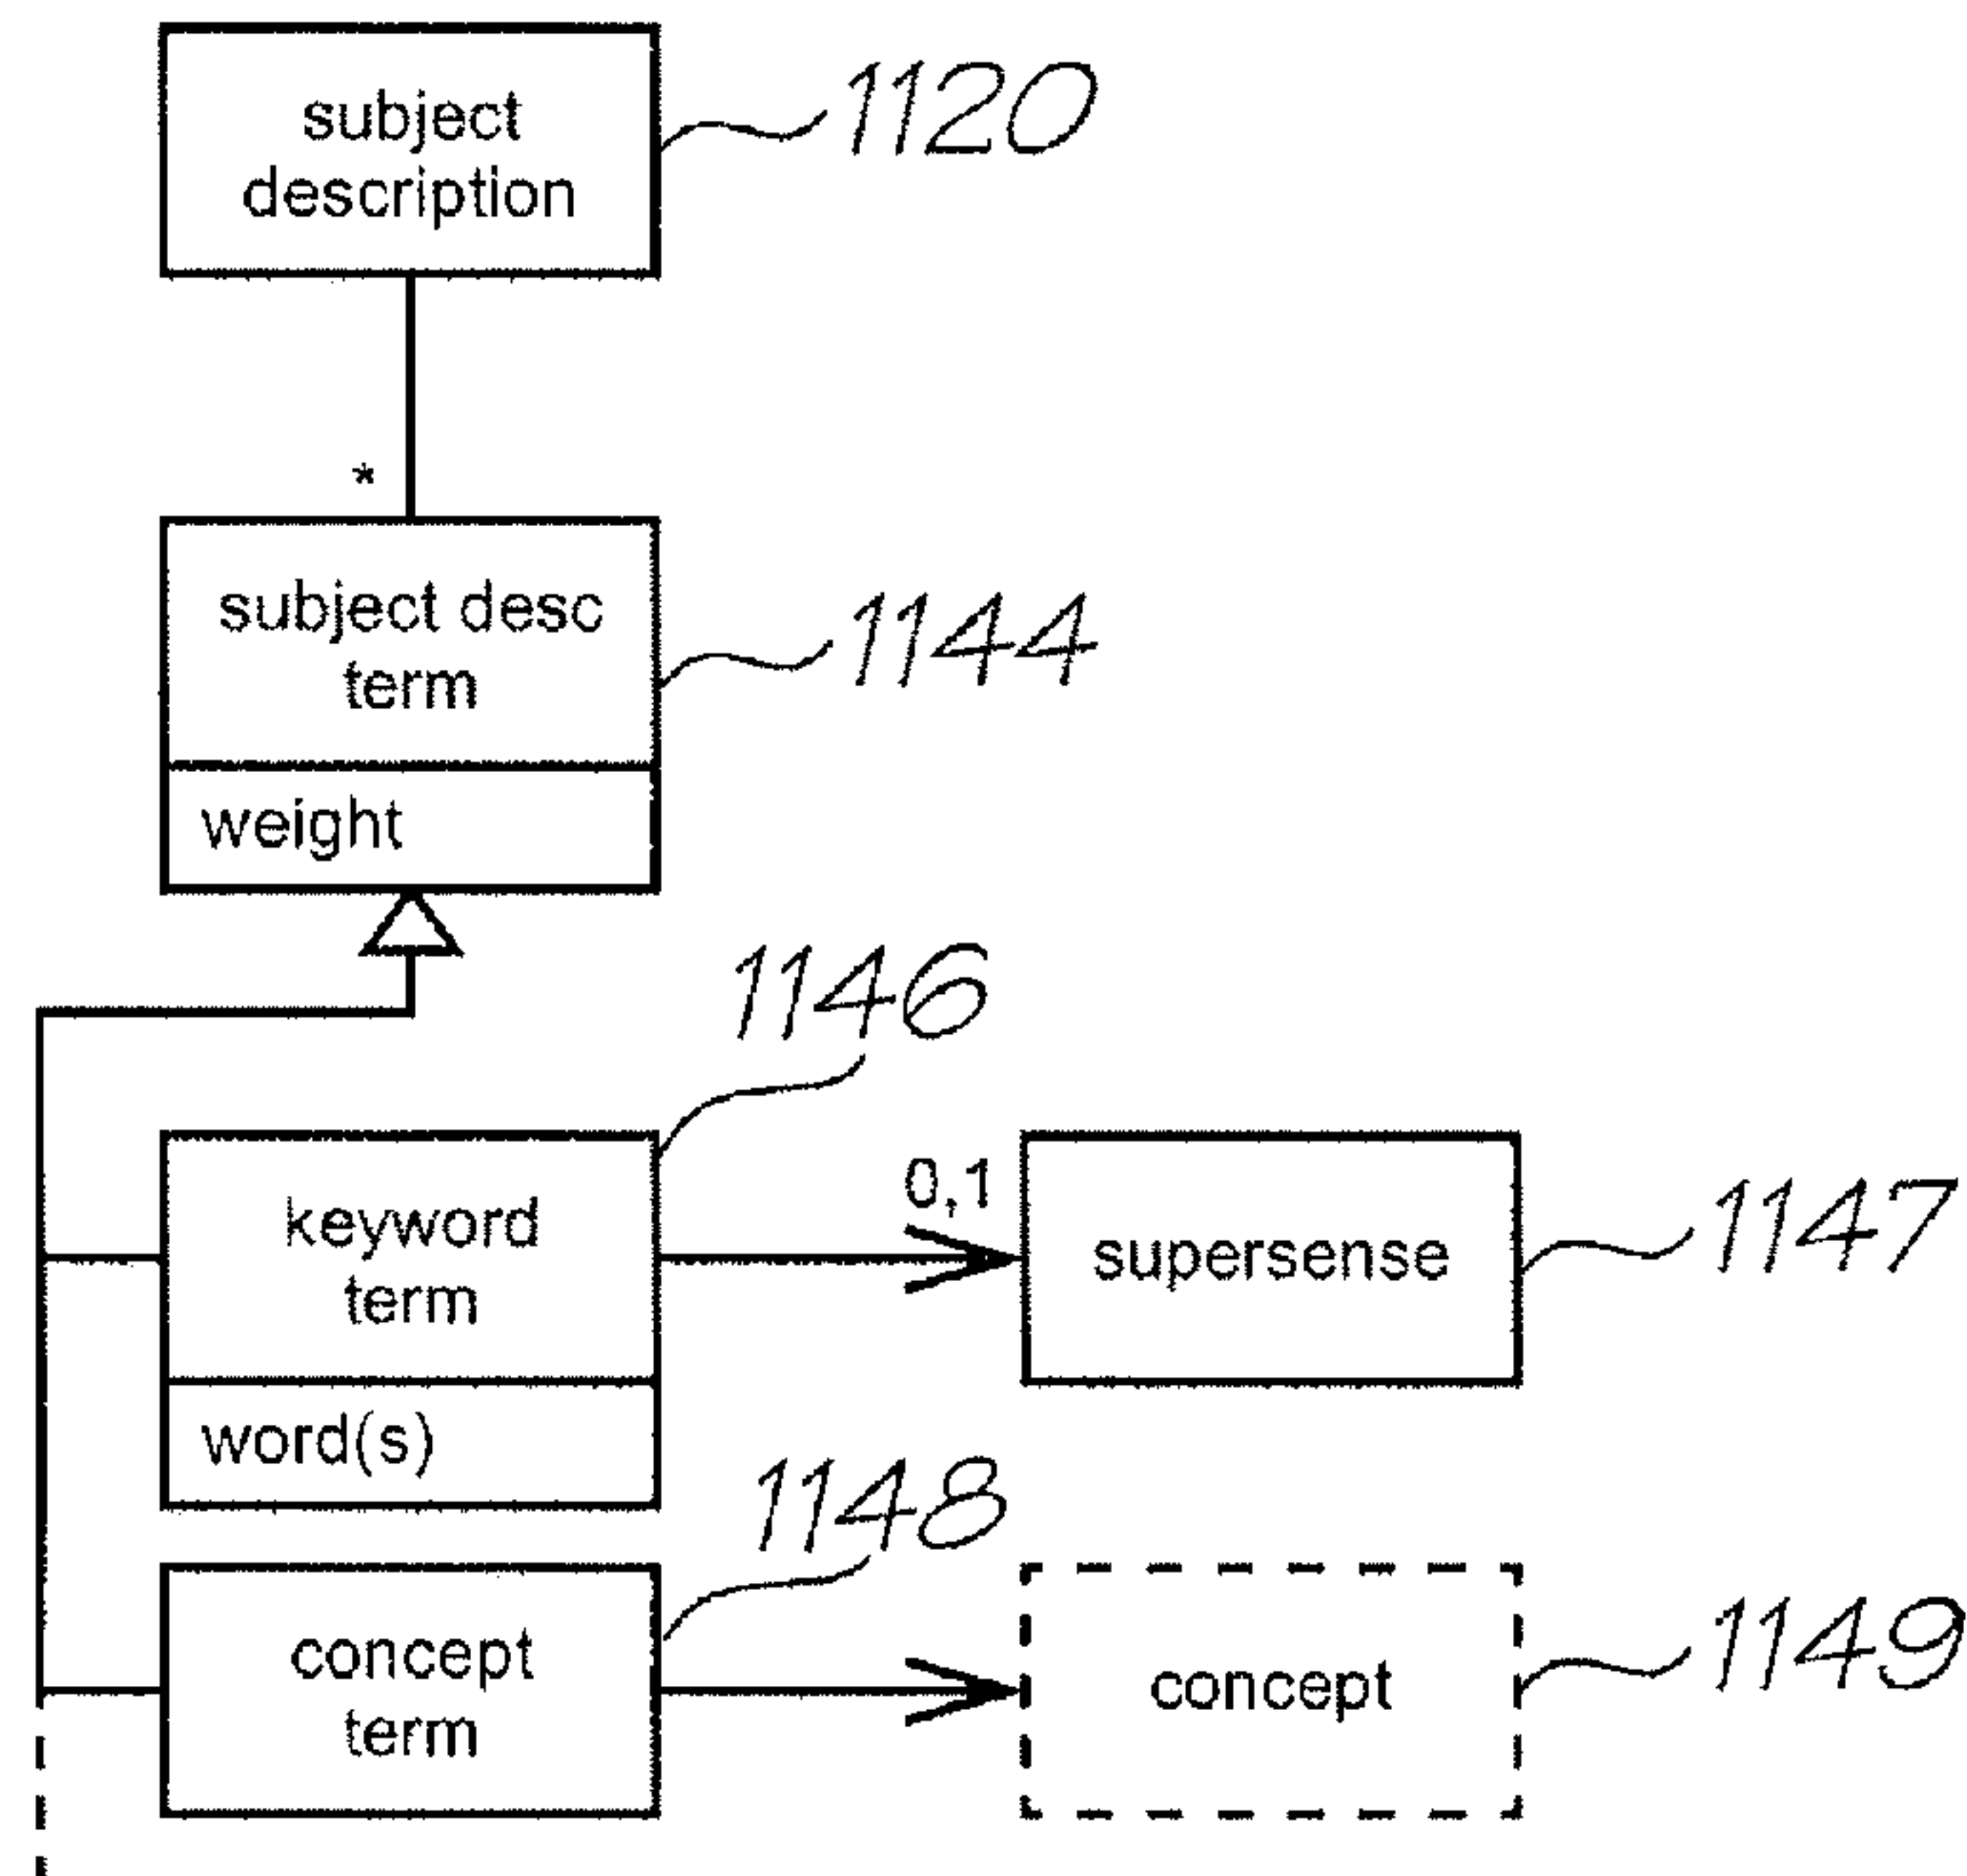 subject
description
1120
*
subject desc
term
1144
weight
1146
keyword
term
0,1
supersense
1147
word(s)
1148
concept
term
concept
1149